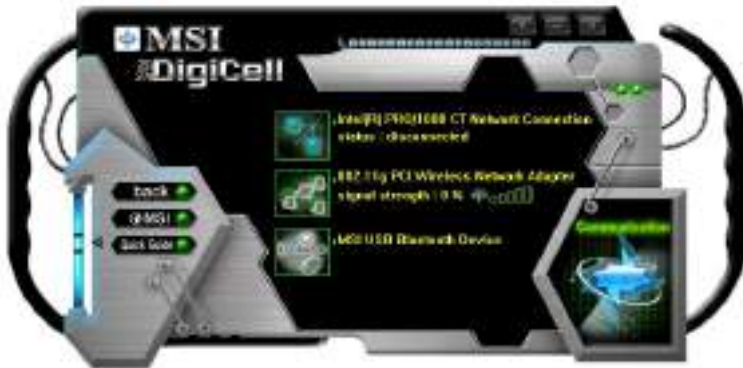 MSI
DigiCell
Intel(R) PRO/1000 CT Network Connection
status : disconnected
802.11g PCI Wireless Network Adapter
signal strength : 0 %
MSI USB Bluetooth Device
back
@MSI
Quick Guide
Communication